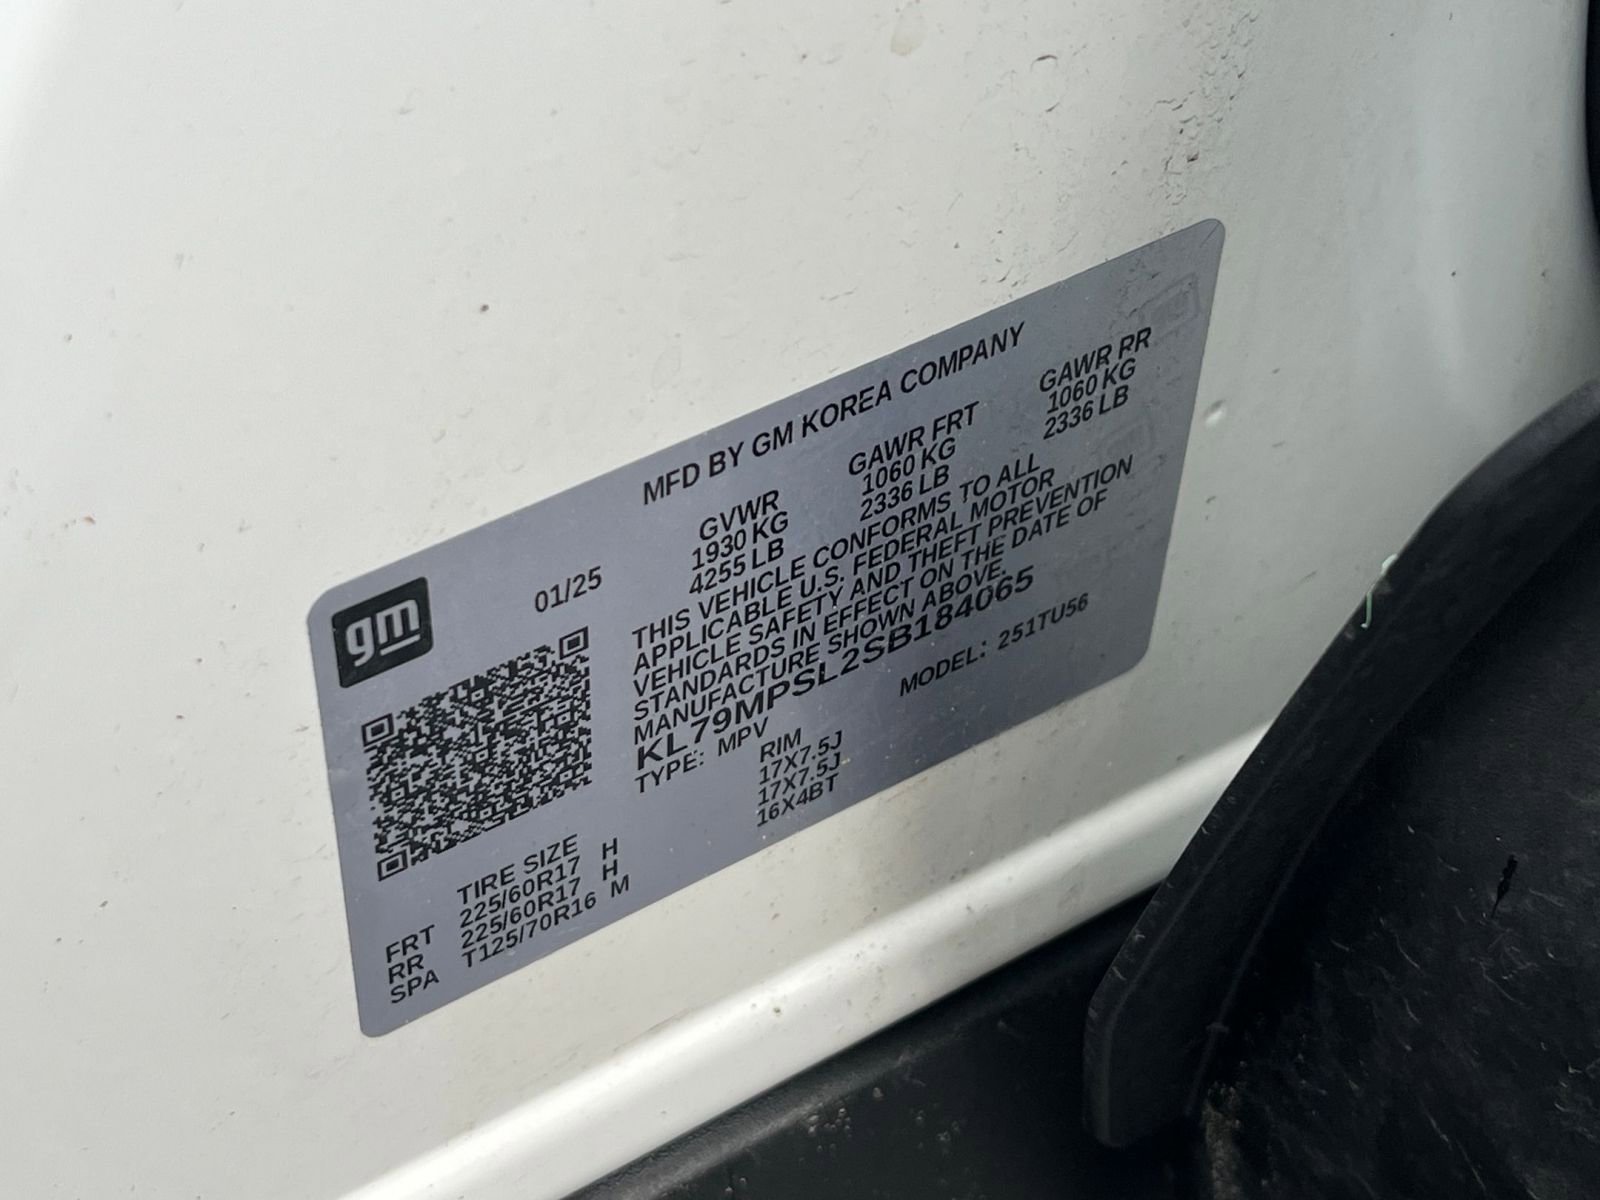 MFD BY GM KOREA COMPANY
gm
01/25
GVWR GAWR FRT GAWR RR
1930 KG 1060 KG 1060 KG
4255 LB 2336 LB 2336 LB
THIS VEHICLE CONFORMS TO ALL
APPLICABLE U.S. FEDERAL MOTOR
VEHICLE SAFETY AND THEFT PREVENTION
STANDARDS IN EFFECT ON THE DATE OF
MANUFACTURE SHOWN ABOVE.
KL79MPSL2SB184065
TYPE: MPV MODEL: 251TU56
TIRE SIZE RIM
FRT 225/60R17 H 17X7.5J
RR 225/60R17 H 17X7.5J
SPA T125/70R16 M 16X4BT